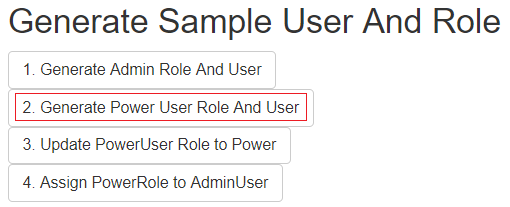 Generate Sample User And Role
1. Generate Admin Role And User
2. Generate Power User Role And User
3. Update PowerUser Role to Power
4. Assign PowerRole to AdminUser